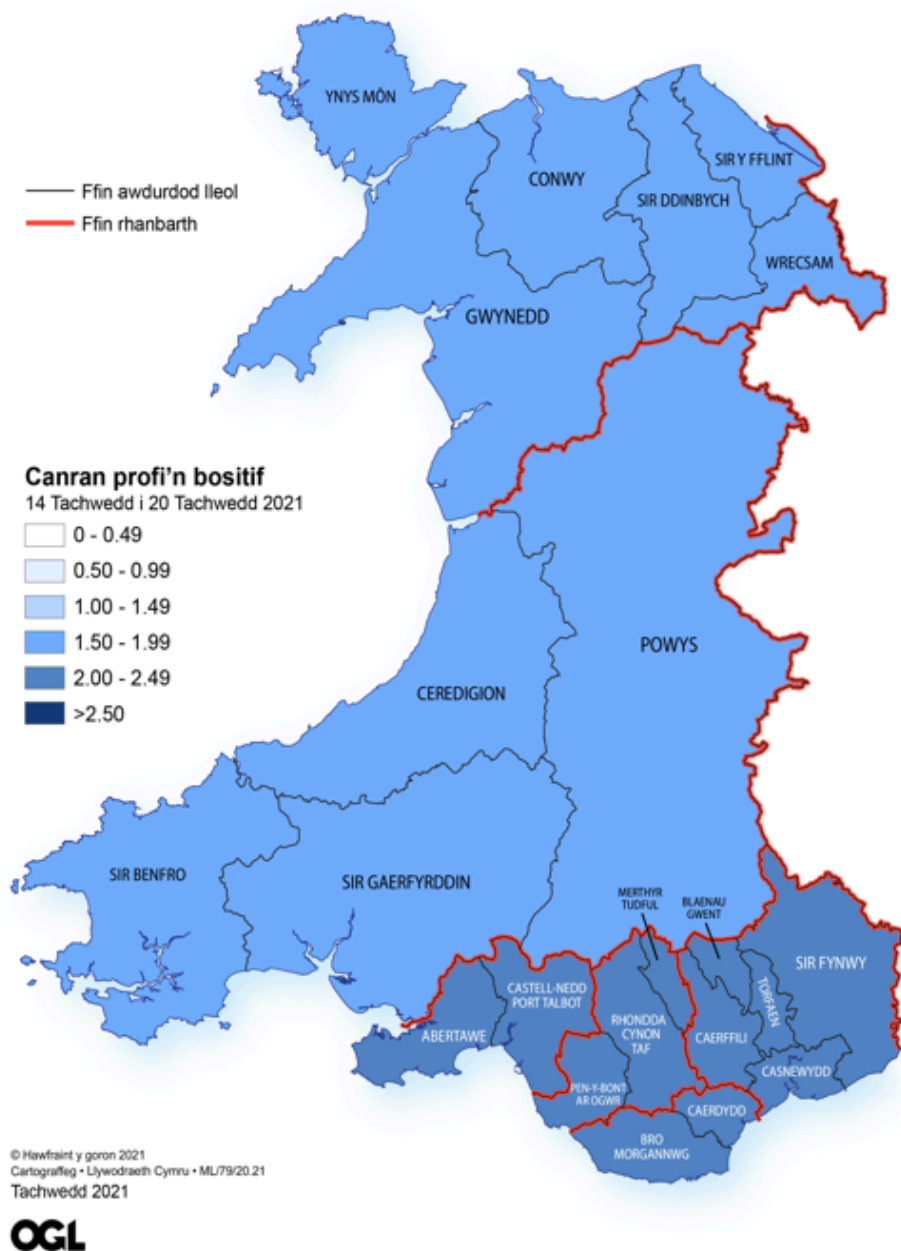 YNYS MÔN
Ffin awdurdod lleol
Ffin rhanbarth
CONWY
SIR Y FFLINT
SIR DDINBYCH
WRECSAM
GWYNEDD
Canran profi'n bositif
14 Tachwedd i 20 Tachwedd 2021
0 - 0.49
0.50 - 0.99
1.00 - 1.49
1.50 - 1.99
2.00 - 2.49
>2.50
POWYS
CEREDIGION
SIR BENFRO
SIR GAERFYRDDIN
MERTHYR
TUDFUL
BLAENAU
GWENT
SIR FYNWY
CASTELL-NEDD
PORT TALBOT
TORFAEN
ABERTAWE
RHONDDA
CYNON
TAF
CAERFFILI
CASNEWYDD
PEN-Y-BONT
AR OGWR
CAERDYDD
BRO
MORGANNWG
© Hawfraint y goron 2021
Cartograffeg • Llywodraeth Cymru • ML/79/20.21
Tachwedd 2021
OGL